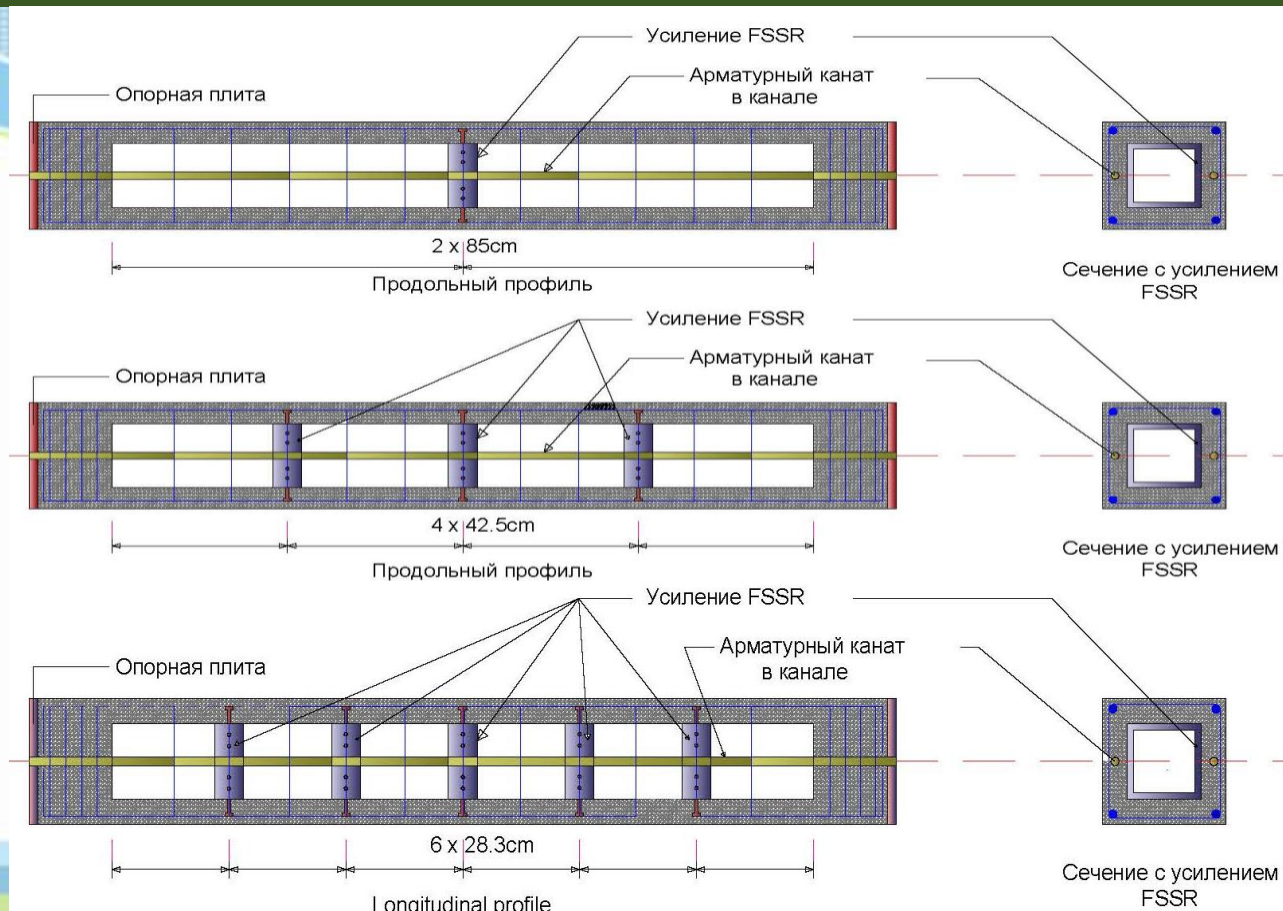 Усиление FSSR
Арматурный канат
в канале
Опорная плита
2 x 85cm
Продольный профиль
Сечение с усилением
FSSR
Усиление FSSR
Арматурный канат
в канале
Опорная плита
4 x 42.5cm
Продольный профиль
Сечение с усилением
FSSR
Усиление FSSR
Арматурный канат
в канале
Опорная плита
6 x 28.3cm
Longitudinal profile
Сечение с усилением
FSSR